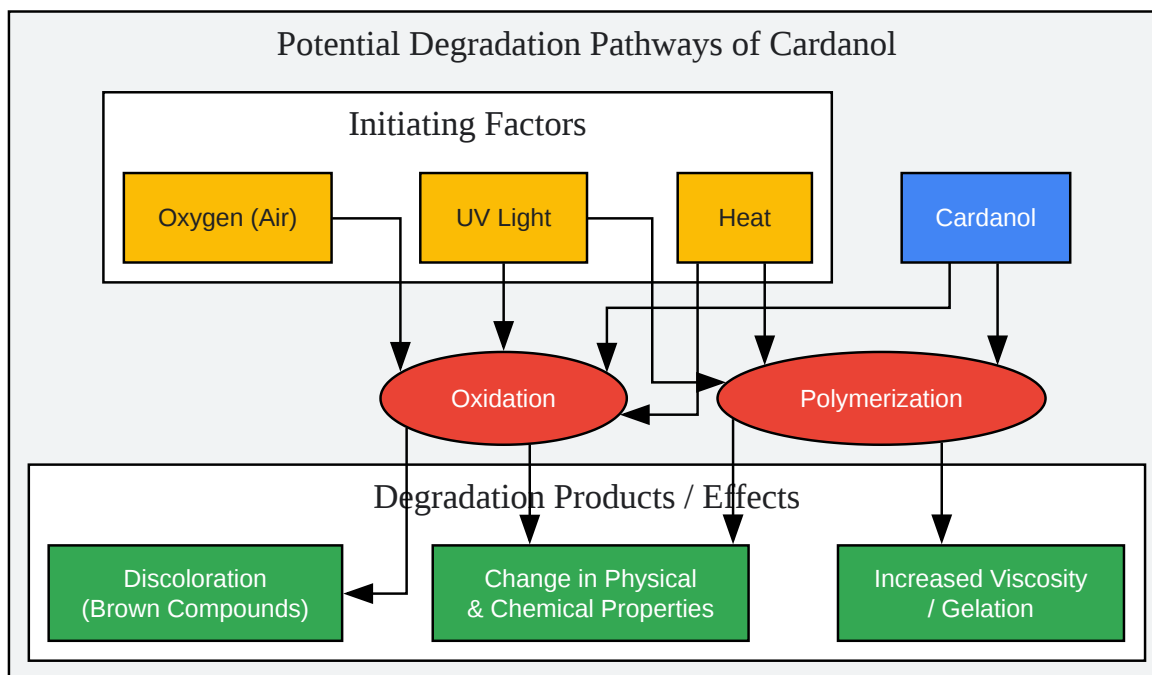 Potential Degradation Pathways of Cardanol
Initiating Factors
Oxygen (Air)
UV Light
Heat
Cardanol
Oxidation
Polymerization
Degradation Products / Effects
Discoloration
(Brown Compounds)
Change in Physical
& Chemical Properties
Increased Viscosity
/ Gelation